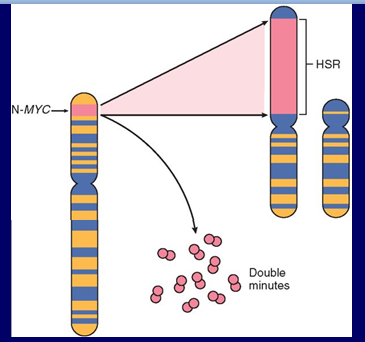 HSR
N-MYC
Double
minutes